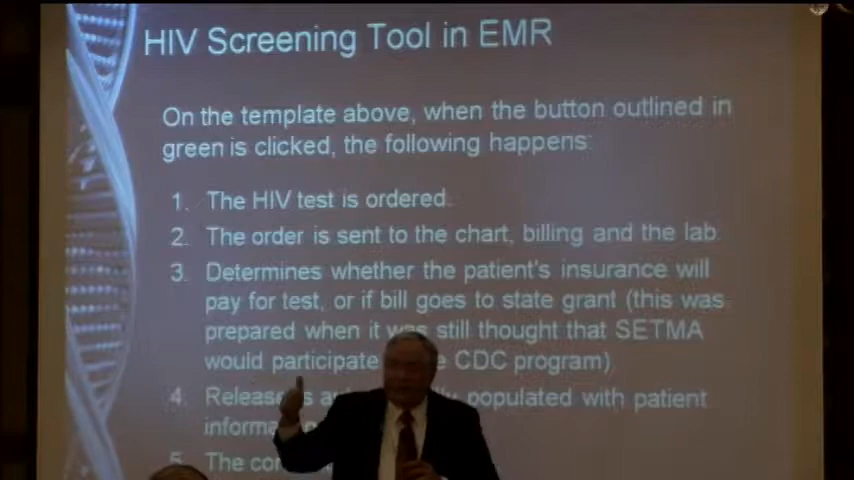 HIV Screening Tool in EMR
On the template above, when the button outlined in
green is clicked, the following happens:
1. The HIV test is ordered.
2. The order is sent to the chart, billing and the lab
3. Determines whether the patient's insurance will
pay for test, or if bill goes to state grant (this was
prepared when it was still thought that SETMA
would participate CDC program)
4. populated with patient
5. The